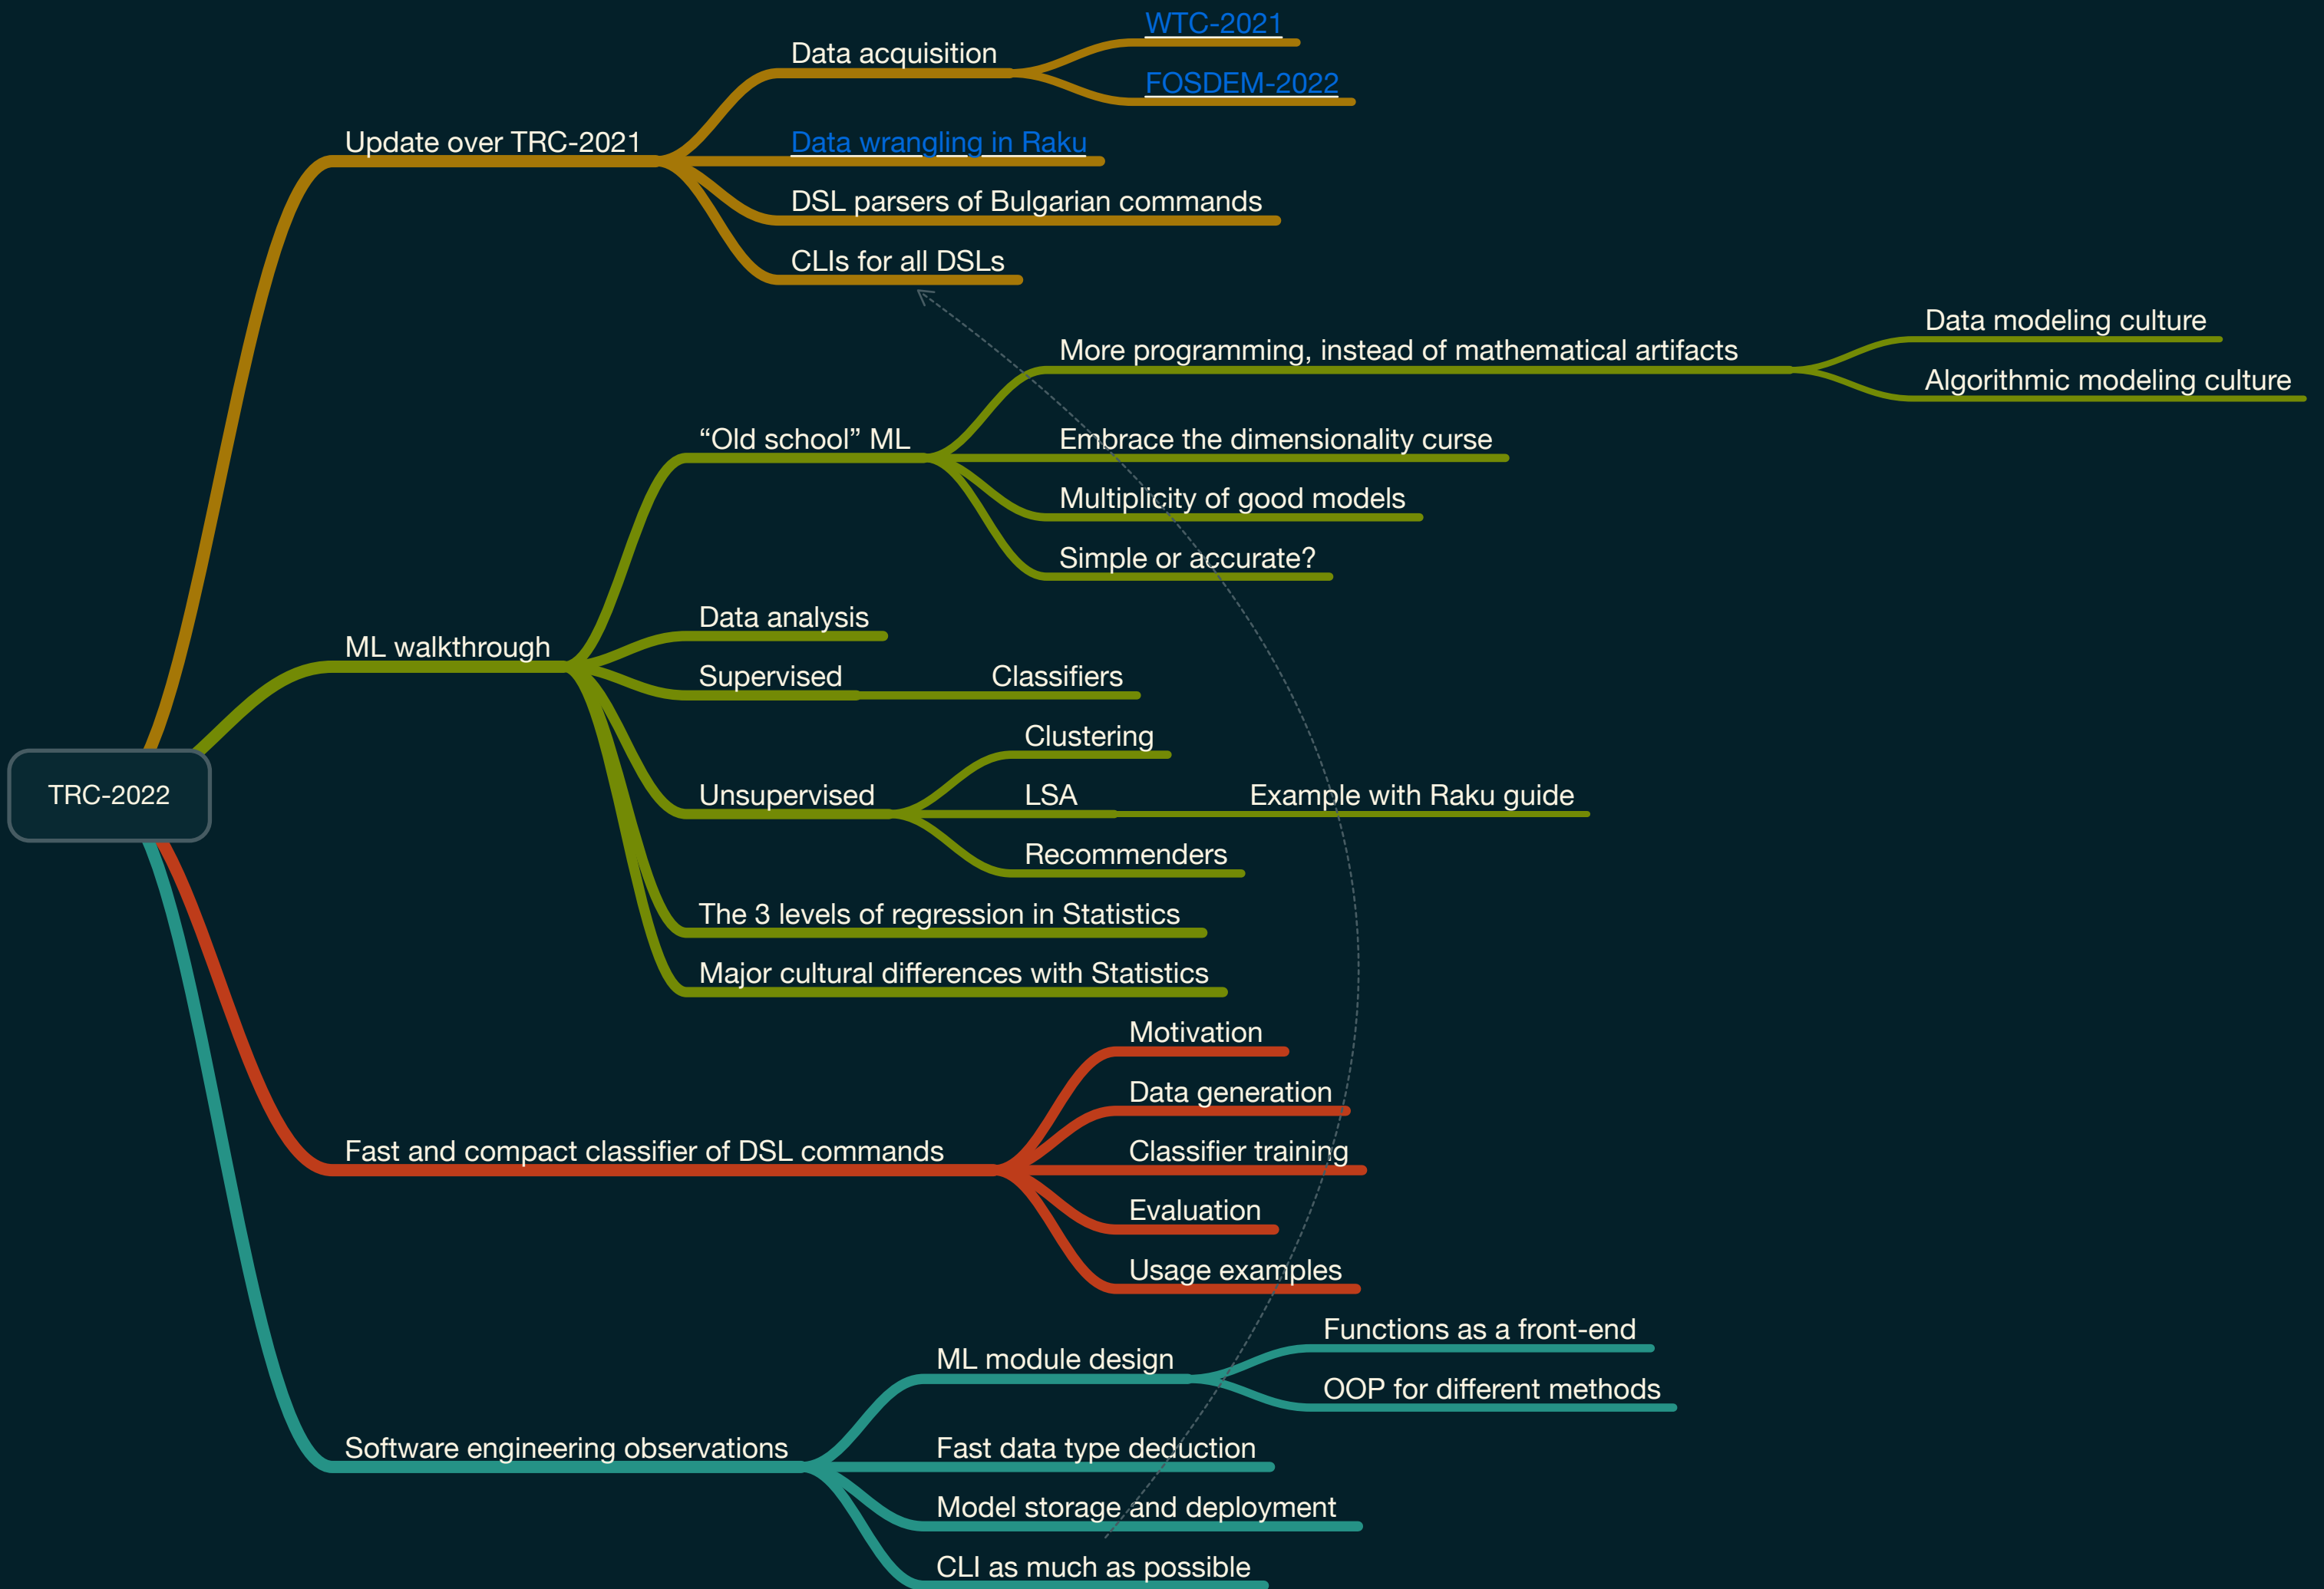 TRC-2022
Update over TRC-2021
Data acquisition
WTC-2021
FOSDEM-2022
Data wrangling in Raku
DSL parsers of Bulgarian commands
CLIs for all DSLs
ML walkthrough
“Old school” ML
More programming, instead of mathematical artifacts
Data modeling culture
Algorithmic modeling culture
Embrace the dimensionality curse
Multiplicity of good models
Simple or accurate?
Data analysis
Supervised
Classifiers
Unsupervised
Clustering
LSA
Example with Raku guide
Recommenders
The 3 levels of regression in Statistics
Major cultural differences with Statistics
Fast and compact classifier of DSL commands
Motivation
Data generation
Classifier training
Evaluation
Usage examples
Software engineering observations
ML module design
Functions as a front-end
OOP for different methods
Fast data type deduction
Model storage and deployment
CLI as much as possible